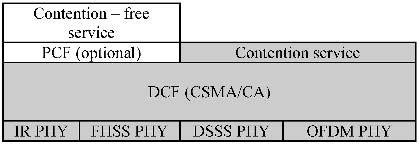 Contention – free
service
PCF (optional)
Contention service
DCF (CSMA/CA)
IR PHY
FHSS PHY
DSSS PHY
OFDM PHY